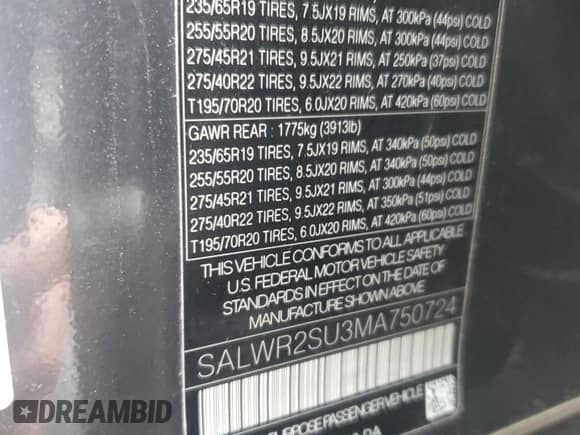 235/65R19 TIRES, 7.5JX19 RIMS, AT 300kPa (44psi) COLD
255/55R20 TIRES, 8.5JX20 RIMS, AT 300kPa (44psi) COLD
275/45R21 TIRES, 9.5JX21 RIMS, AT 250kPa (37psi) COLD
275/40R22 TIRES, 9.5JX22 RIMS, AT 270kPa (40psi) COLD
T195/70R20 TIRES, 6.0JX20 RIMS, AT 420kPa (60psi) COLD
GAWR REAR : 1775kg (3913lb)
235/65R19 TIRES, 7.5JX19 RIMS, AT 340kPa (50psi) COLD
255/55R20 TIRES, 8.5JX20 RIMS, AT 340kPa (50psi) COLD
275/45R21 TIRES, 9.5JX21 RIMS, AT 300kPa (44psi) COLD
275/40R22 TIRES, 9.5JX22 RIMS, AT 350kPa (51psi) COLD
T195/70R20 TIRES, 6.0JX20 RIMS, AT 420kPa (60psi) COLD
THIS VEHICLE CONFORMS TO ALL APPLICABLE
U.S. FEDERAL MOTOR VEHICLE SAFETY
STANDARDS IN EFFECT ON THE DATE OF
MANUFACTURE SHOWN ABOVE
SALWR2SU3MA750724
PASSENGER VEHICLE
DREAMBID